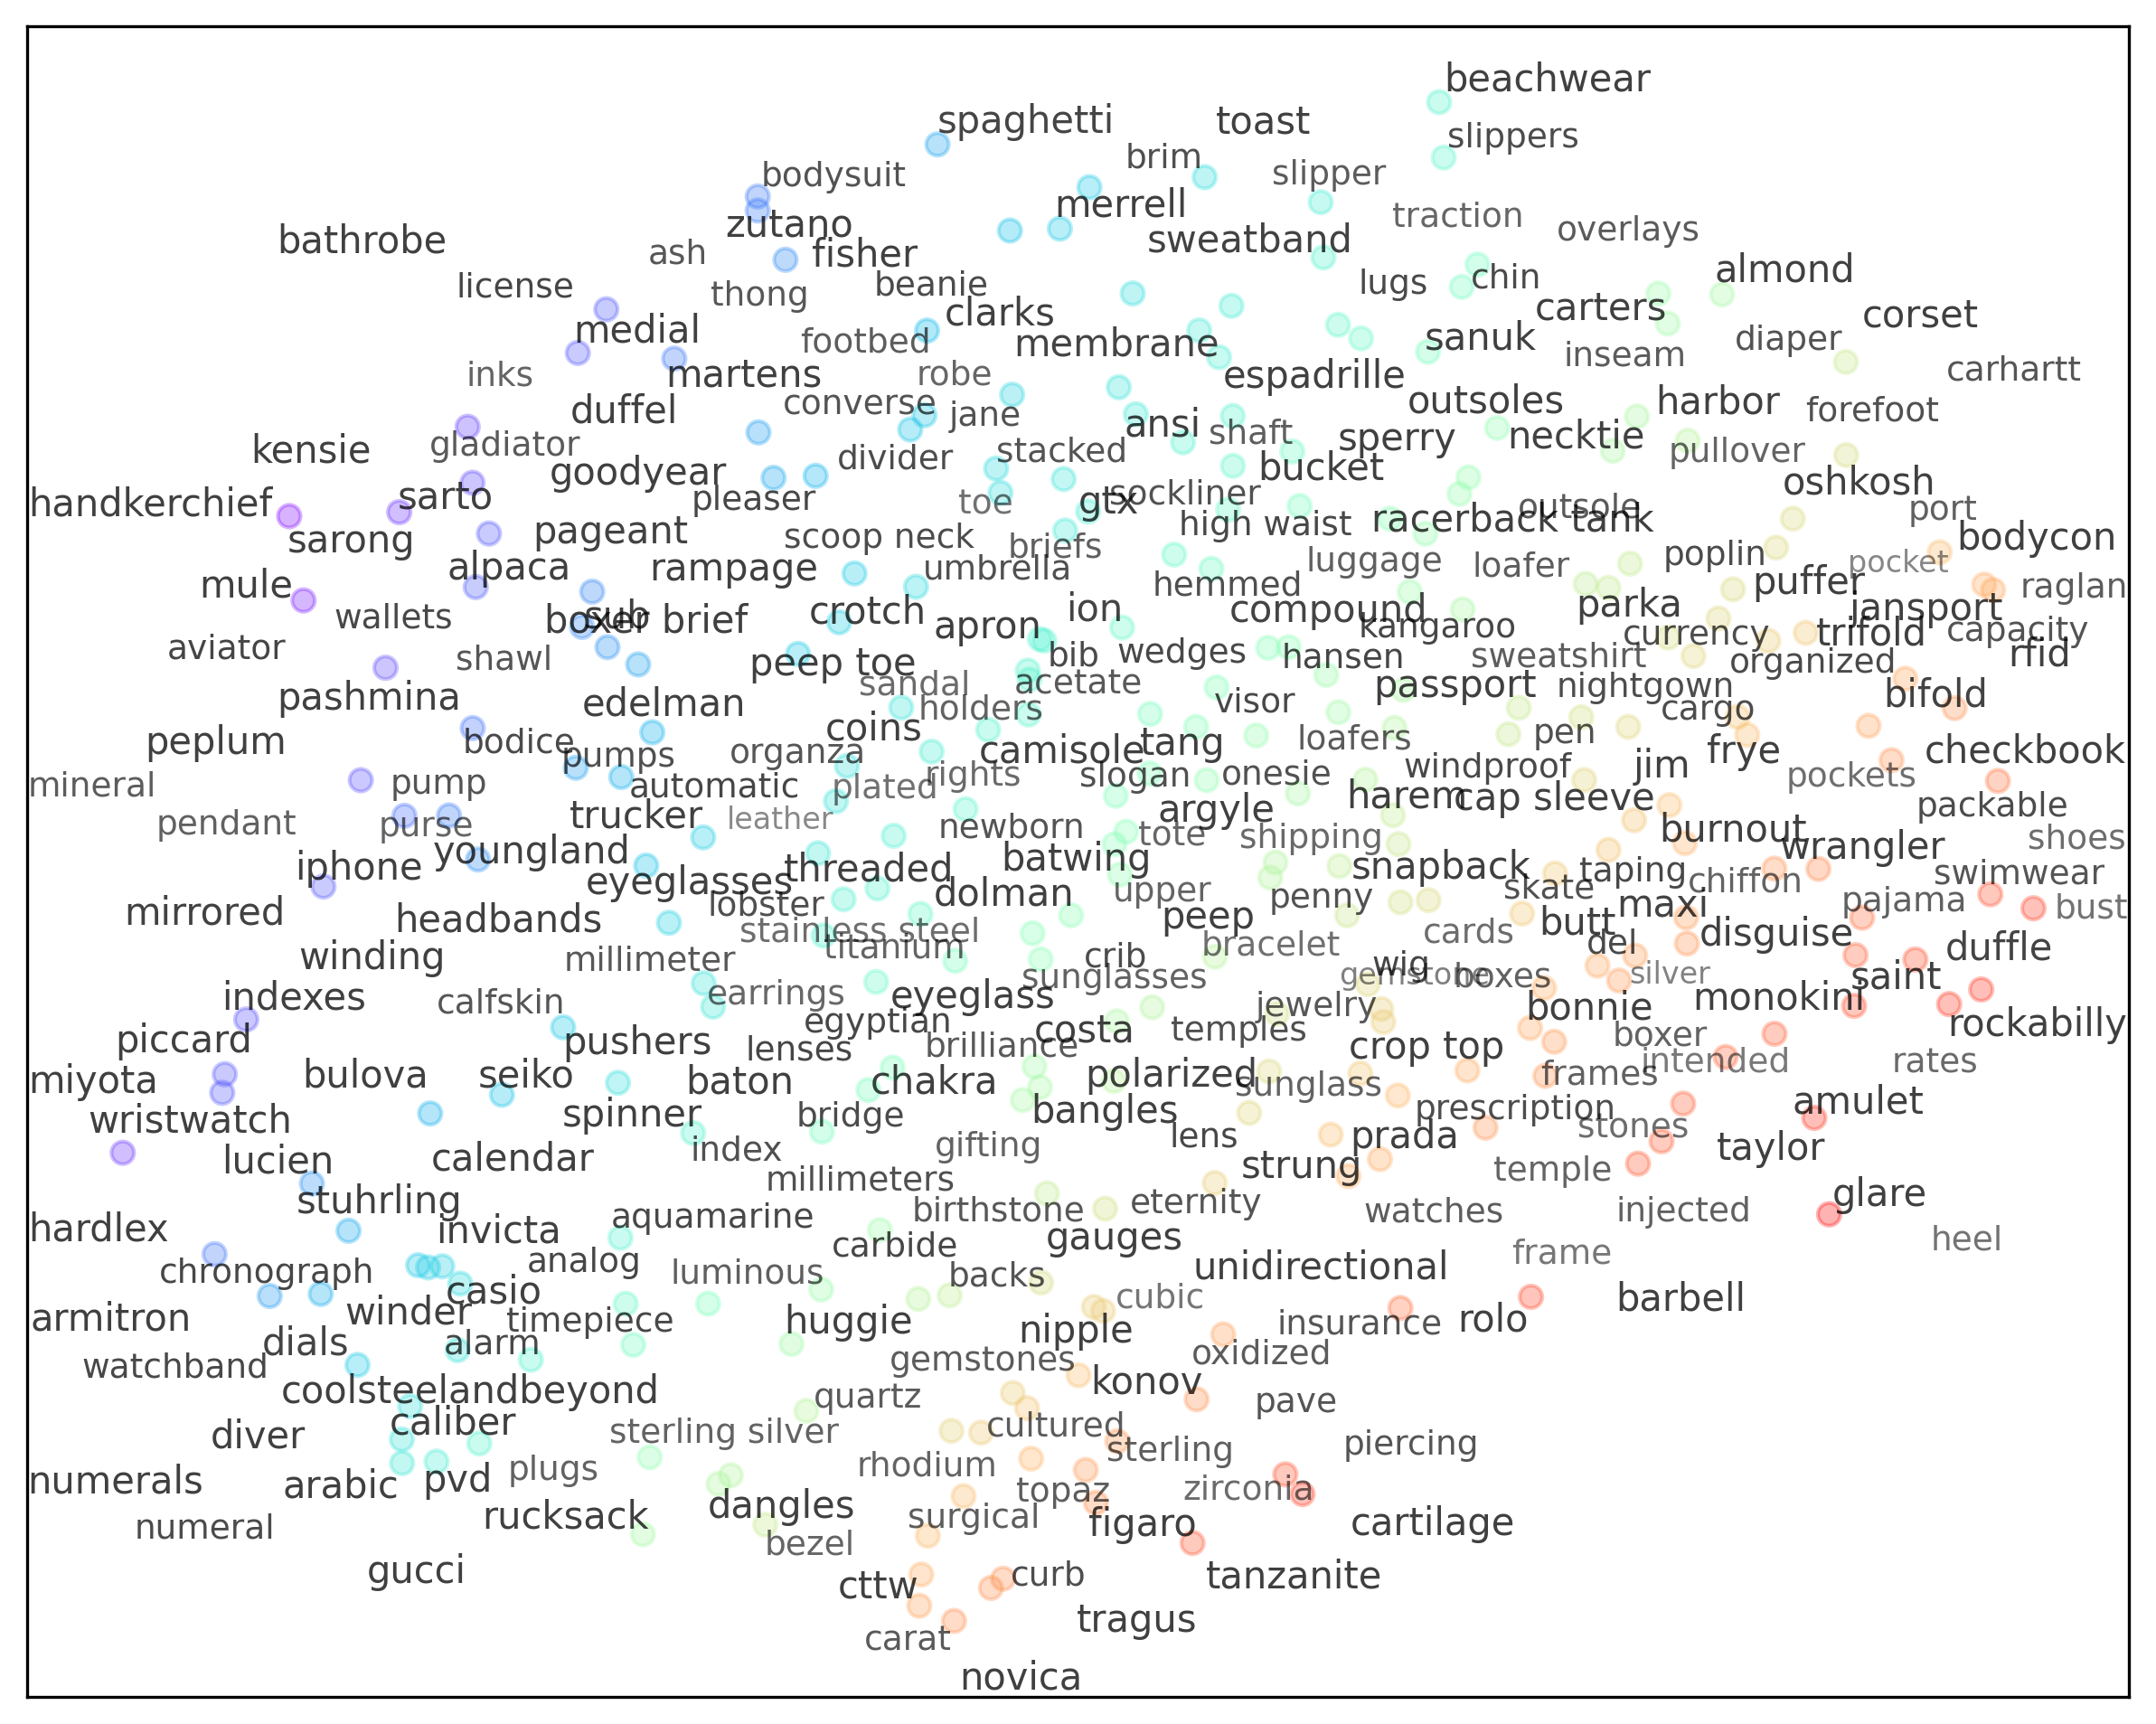 beachwear
spaghetti
toast
slippers
brim
slipper
bodysuit
merrell
traction
zutano
overlays
bathrobe
ash
fisher
sweatband
almond
license
thong
beanie
lugs
chin
carters
corset
medial
clarks
membrane
sanuk
diaper
footbed
inseam
inks
martens
robe
espadrille
carhartt
duffel
converse
jane
ansi
outsoles
harbor
forefoot
kensie
gladiator
shaft
sperry
necktie
pullover
goodyear
divider
stacked
bucket
oshkosh
handkerchief
sarto
pleaser
toe
gtx
sockliner
outsole
port
sarong
pageant
scoop neck
briefs
high waist
racerback tank
bodycon
alpaca
rampage
umbrella
luggage
loafer
poplin
pocket
mule
hemmed
puffer
raglan
wallets
boxer brief
sub
crotch
apron
ion
compound
parka
jansport
aviator
shawl
peep toe
bib
wedges
hansen
kangaroo
sweatshirt
currency
trifold
capacity
rfid
pashmina
edelman
sandal
acetate
visor
passport
nightgown
organized
bifold
peplum
bodice
coins
holders
camisole
tang
loafers
pen
cargo
frye
checkbook
mineral
pump
pumps
organza
automatic
plated
rights
slogan
onesie
windproof
jim
pockets
pendant
purse
trucker
leather
newborn
tote
argyle
shipping
harem
cap sleeve
burnout
packable
shoes
iphone
youngland
threaded
batwing
snapback
taping
wrangler
swimwear
mirrored
headbands
eyeglasses
lobster
dolman
upper
penny
skate
chiffon
maxi
pajama
bust
winding
millimeter
stainless steel
titanium
crib
peep
bracelet
cards
butt
del
disguise
duffle
indexes
calfskin
earrings
eyeglass
sunglasses
gemstone
wig
boxes
silver
saint
piccard
pushers
egyptian
costa
jewelry
temples
bonnie
monokini
rockabilly
miyota
bulova
seiko
baton
lenses
brilliance
chakra
polarized
sunglass
crop top
frames
boxer
intended
rates
wristwatch
spinner
bridge
bangles
prescription
amulet
lucien
calendar
index
gifting
lens
prada
stones
taylor
stuhrling
millimeters
strung
temple
hardlex
invicta
aquamarine
birthstone
eternity
watches
injected
glare
chronograph
analog
luminous
carbide
gauges
unidirectional
frame
heel
armitron
winder
casio
timepiece
backs
cubic
barbell
dials
alarm
huggie
nipple
insurance
rolo
watchband
coolsteelandbeyond
gemstones
konov
oxidized
diver
caliber
quartz
pave
sterling silver
cultured
sterling
piercing
numerals
arabic
pvd
plugs
rhodium
topaz
zirconia
numeral
rucksack
dangles
surgical
figaro
cartilage
gucci
bezel
cttw
curb
tanzanite
carat
tragus
novica